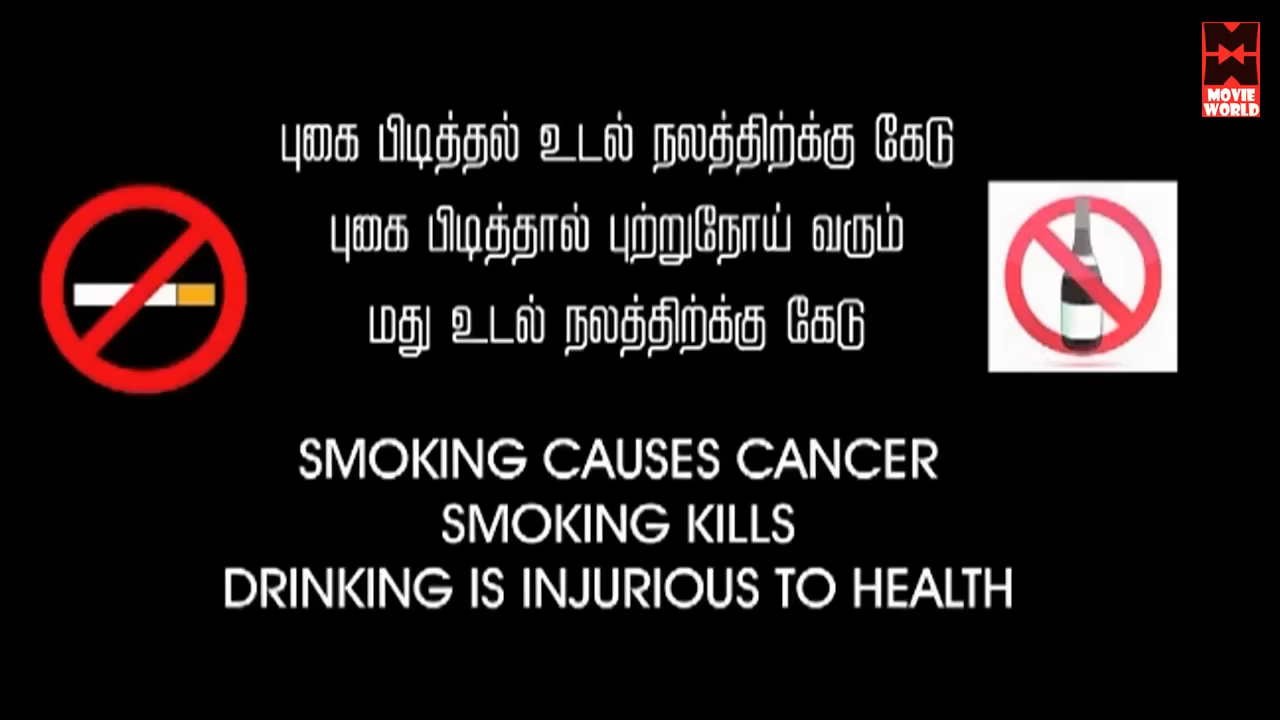 MOVIE
WORLD
புகை பிடித்தல் உடல் நலத்திற்க்கு கேடு
புகை பிடித்தால் புற்றுநோய் வரும்
மது உடல் நலத்திற்க்கு கேடு
SMOKING CAUSES CANCER
SMOKING KILLS
DRINKING IS INJURIOUS TO HEALTH